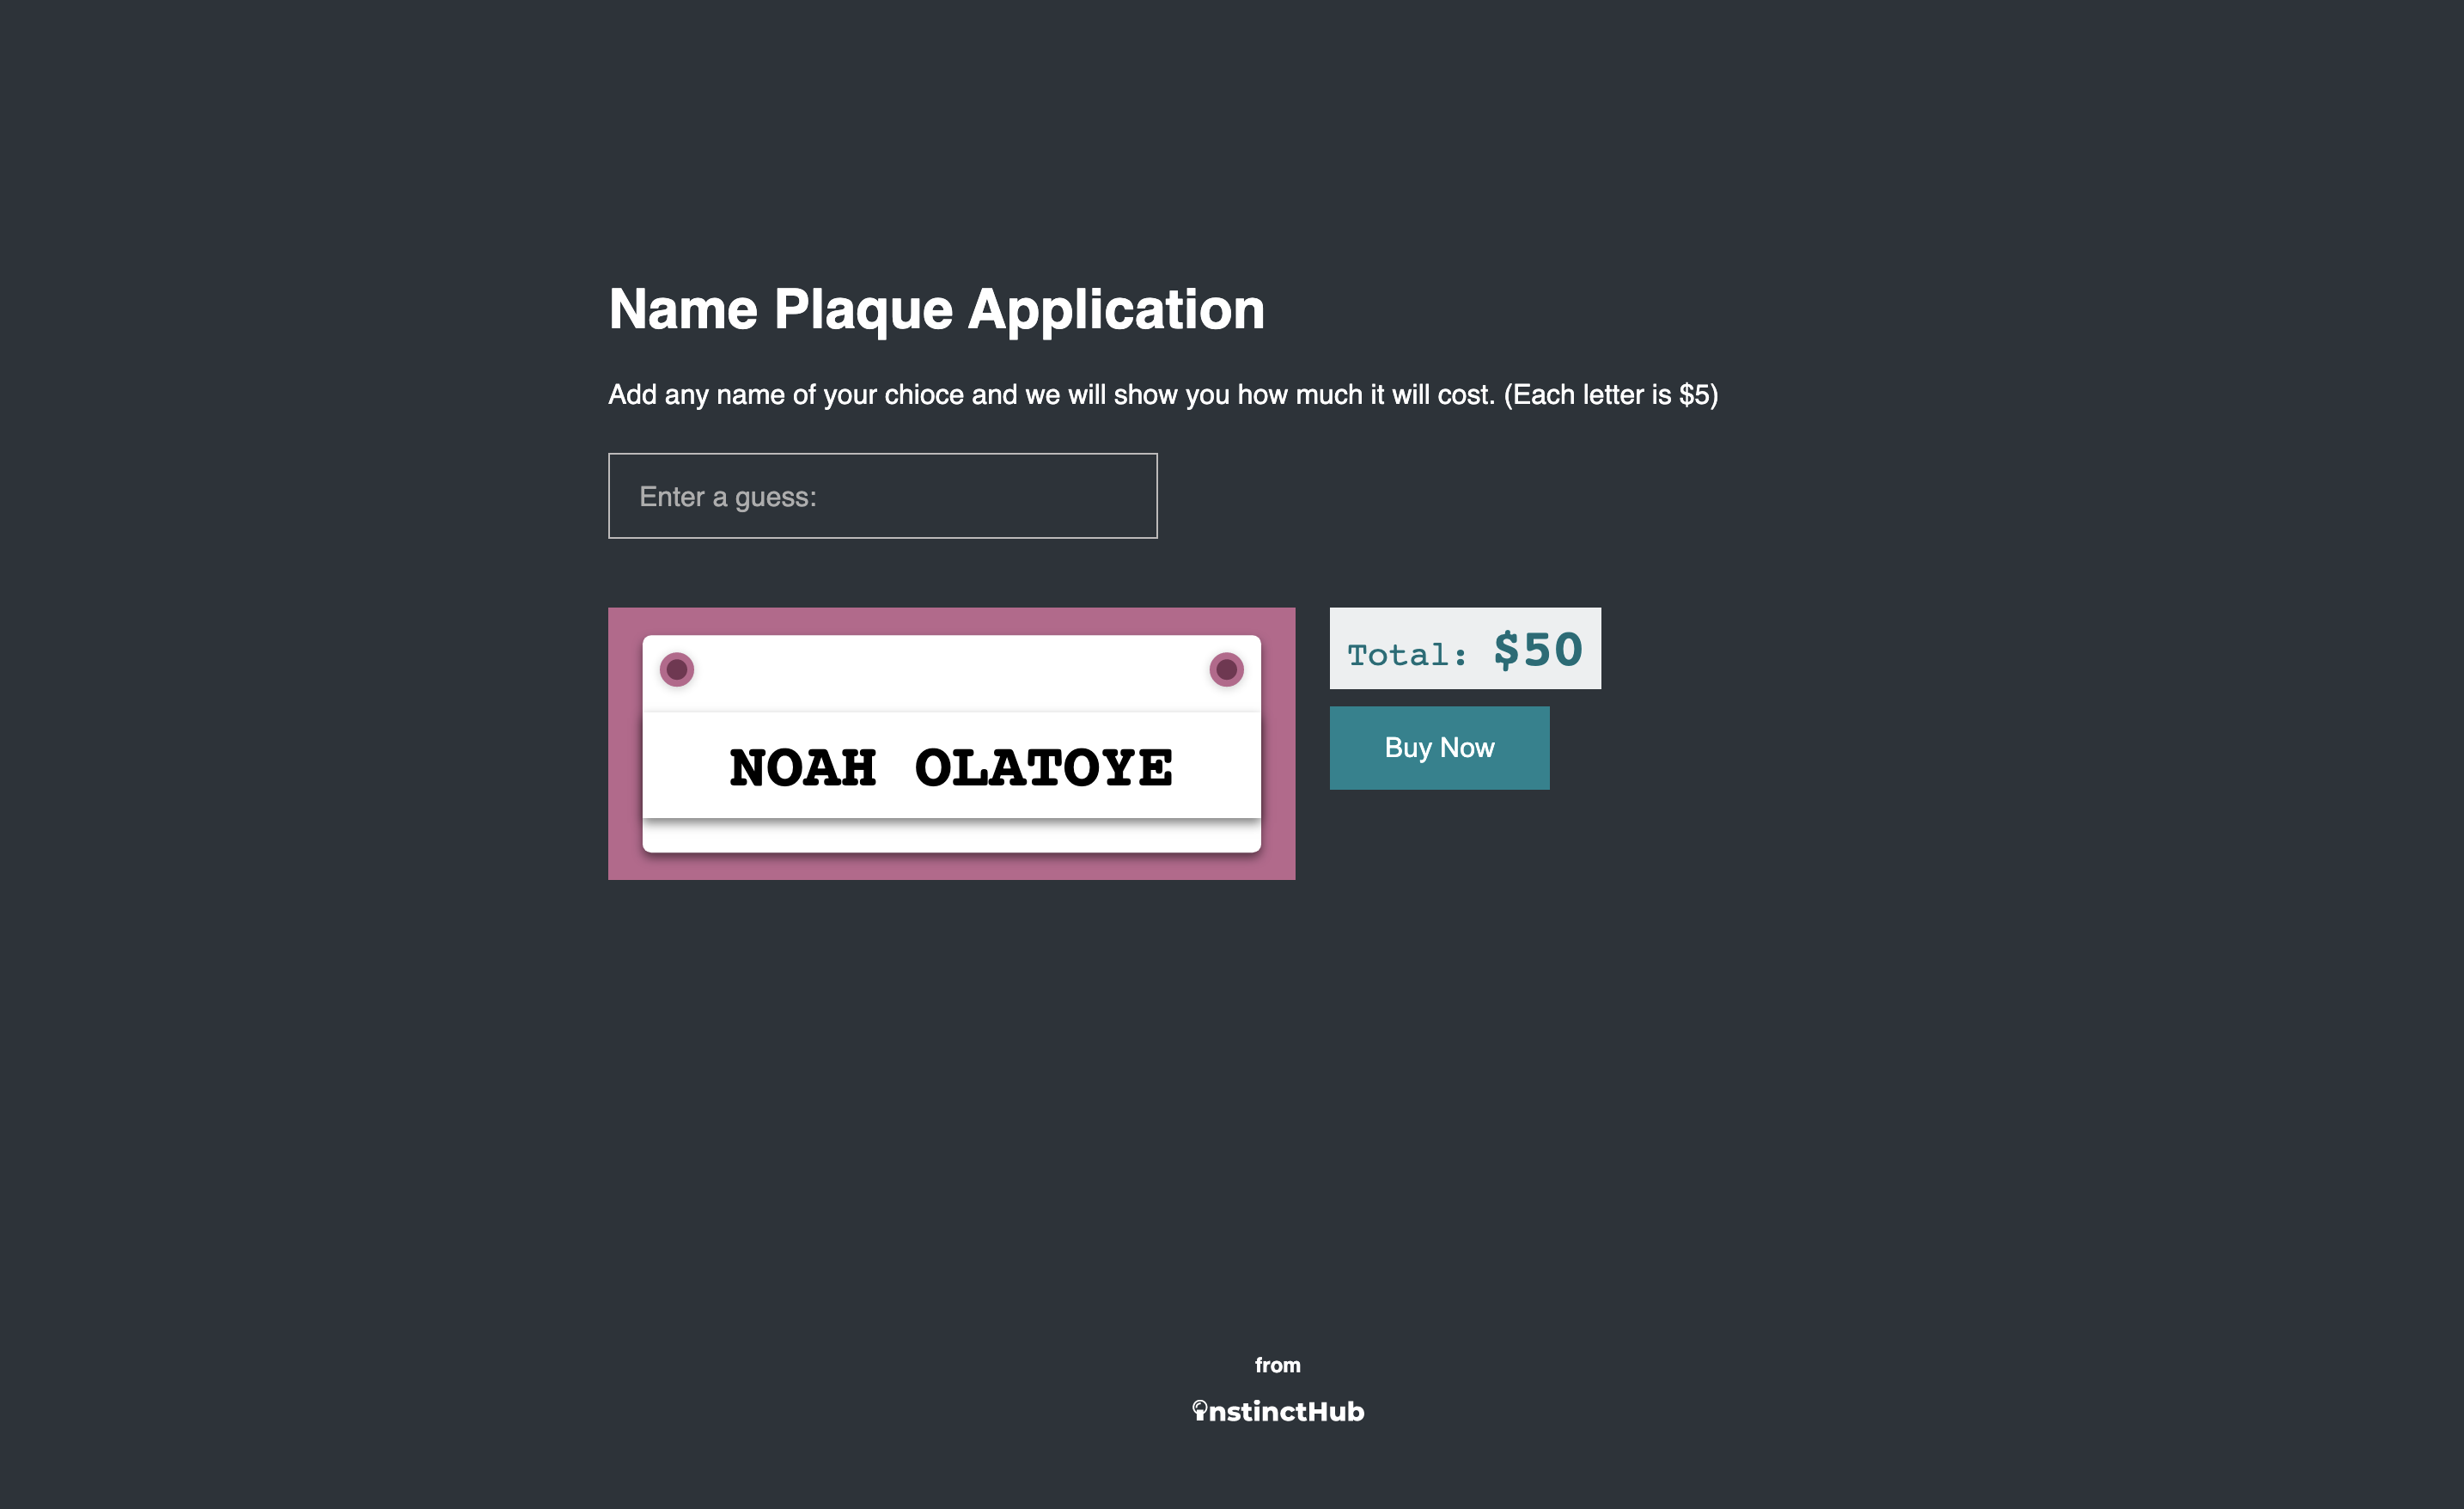 Name Plaque Application
Add any name of your chioce and we will show you how much it will cost. (Each letter is $5)
Enter a guess:
NOAH OLATOYE
Total: $50
Buy Now
from
instinctHub